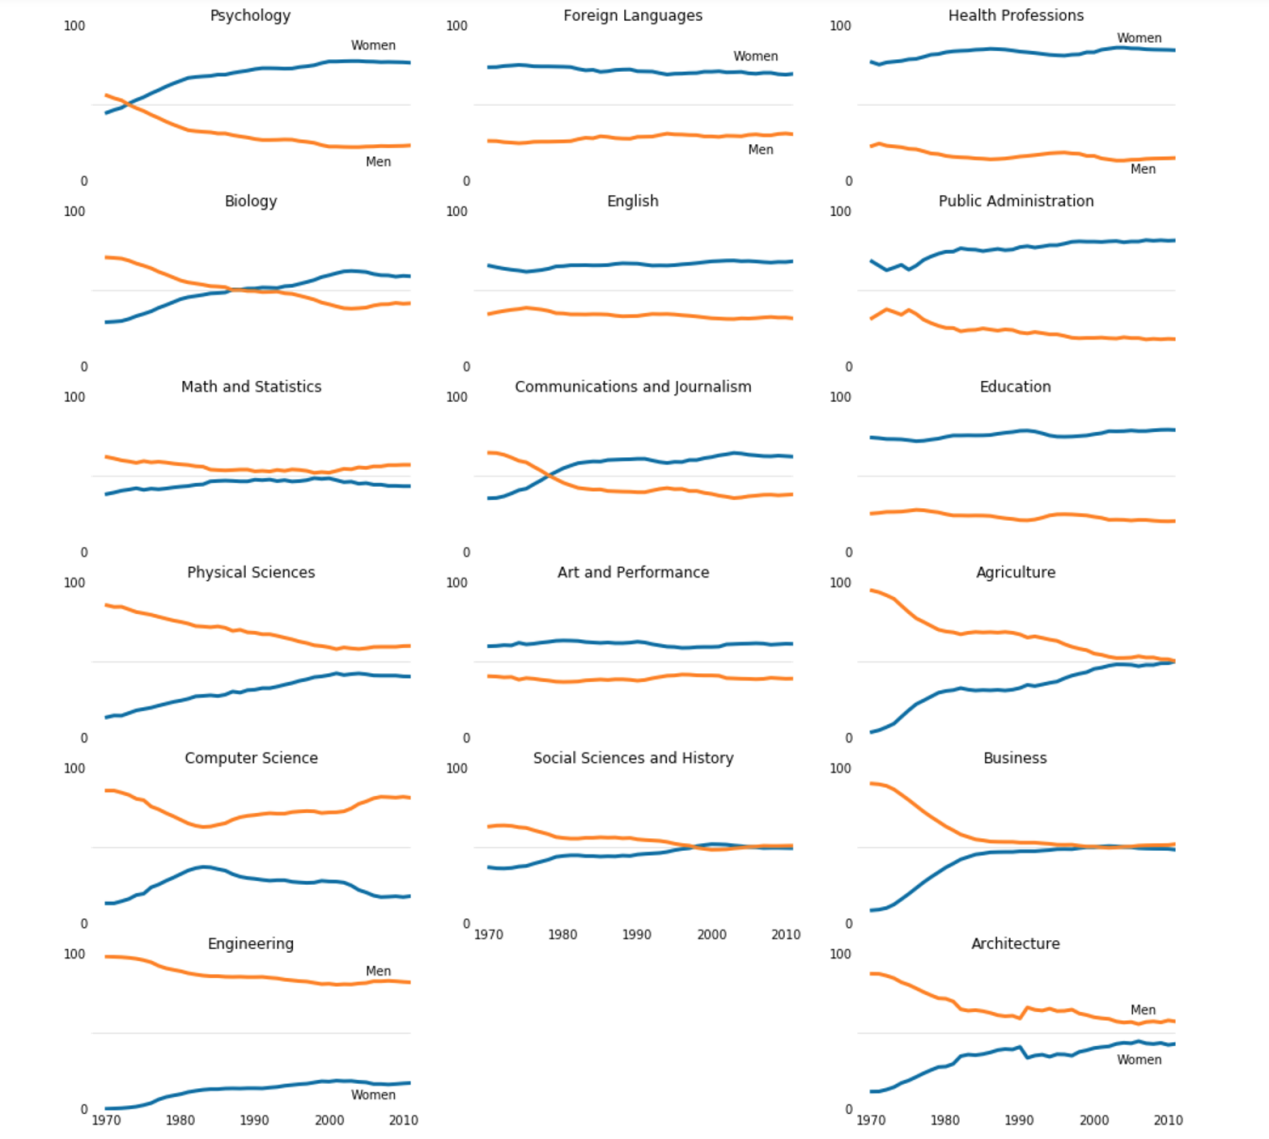 Psychology
100
Women
Men
0
Foreign Languages
100
Women
Men
0
Health Professions
100
Women
Men
0
Biology
100
0
English
100
0
Public Administration
100
0
Math and Statistics
100
0
Communications and Journalism
100
0
Education
100
0
Physical Sciences
100
0
Art and Performance
100
0
Agriculture
100
0
Computer Science
100
0
Social Sciences and History
100
0
1970 1980 1990 2000 2010
Business
100
0
Engineering
100
Men
Women
0
1970 1980 1990 2000 2010
Architecture
100
Men
Women
0
1970 1980 1990 2000 2010